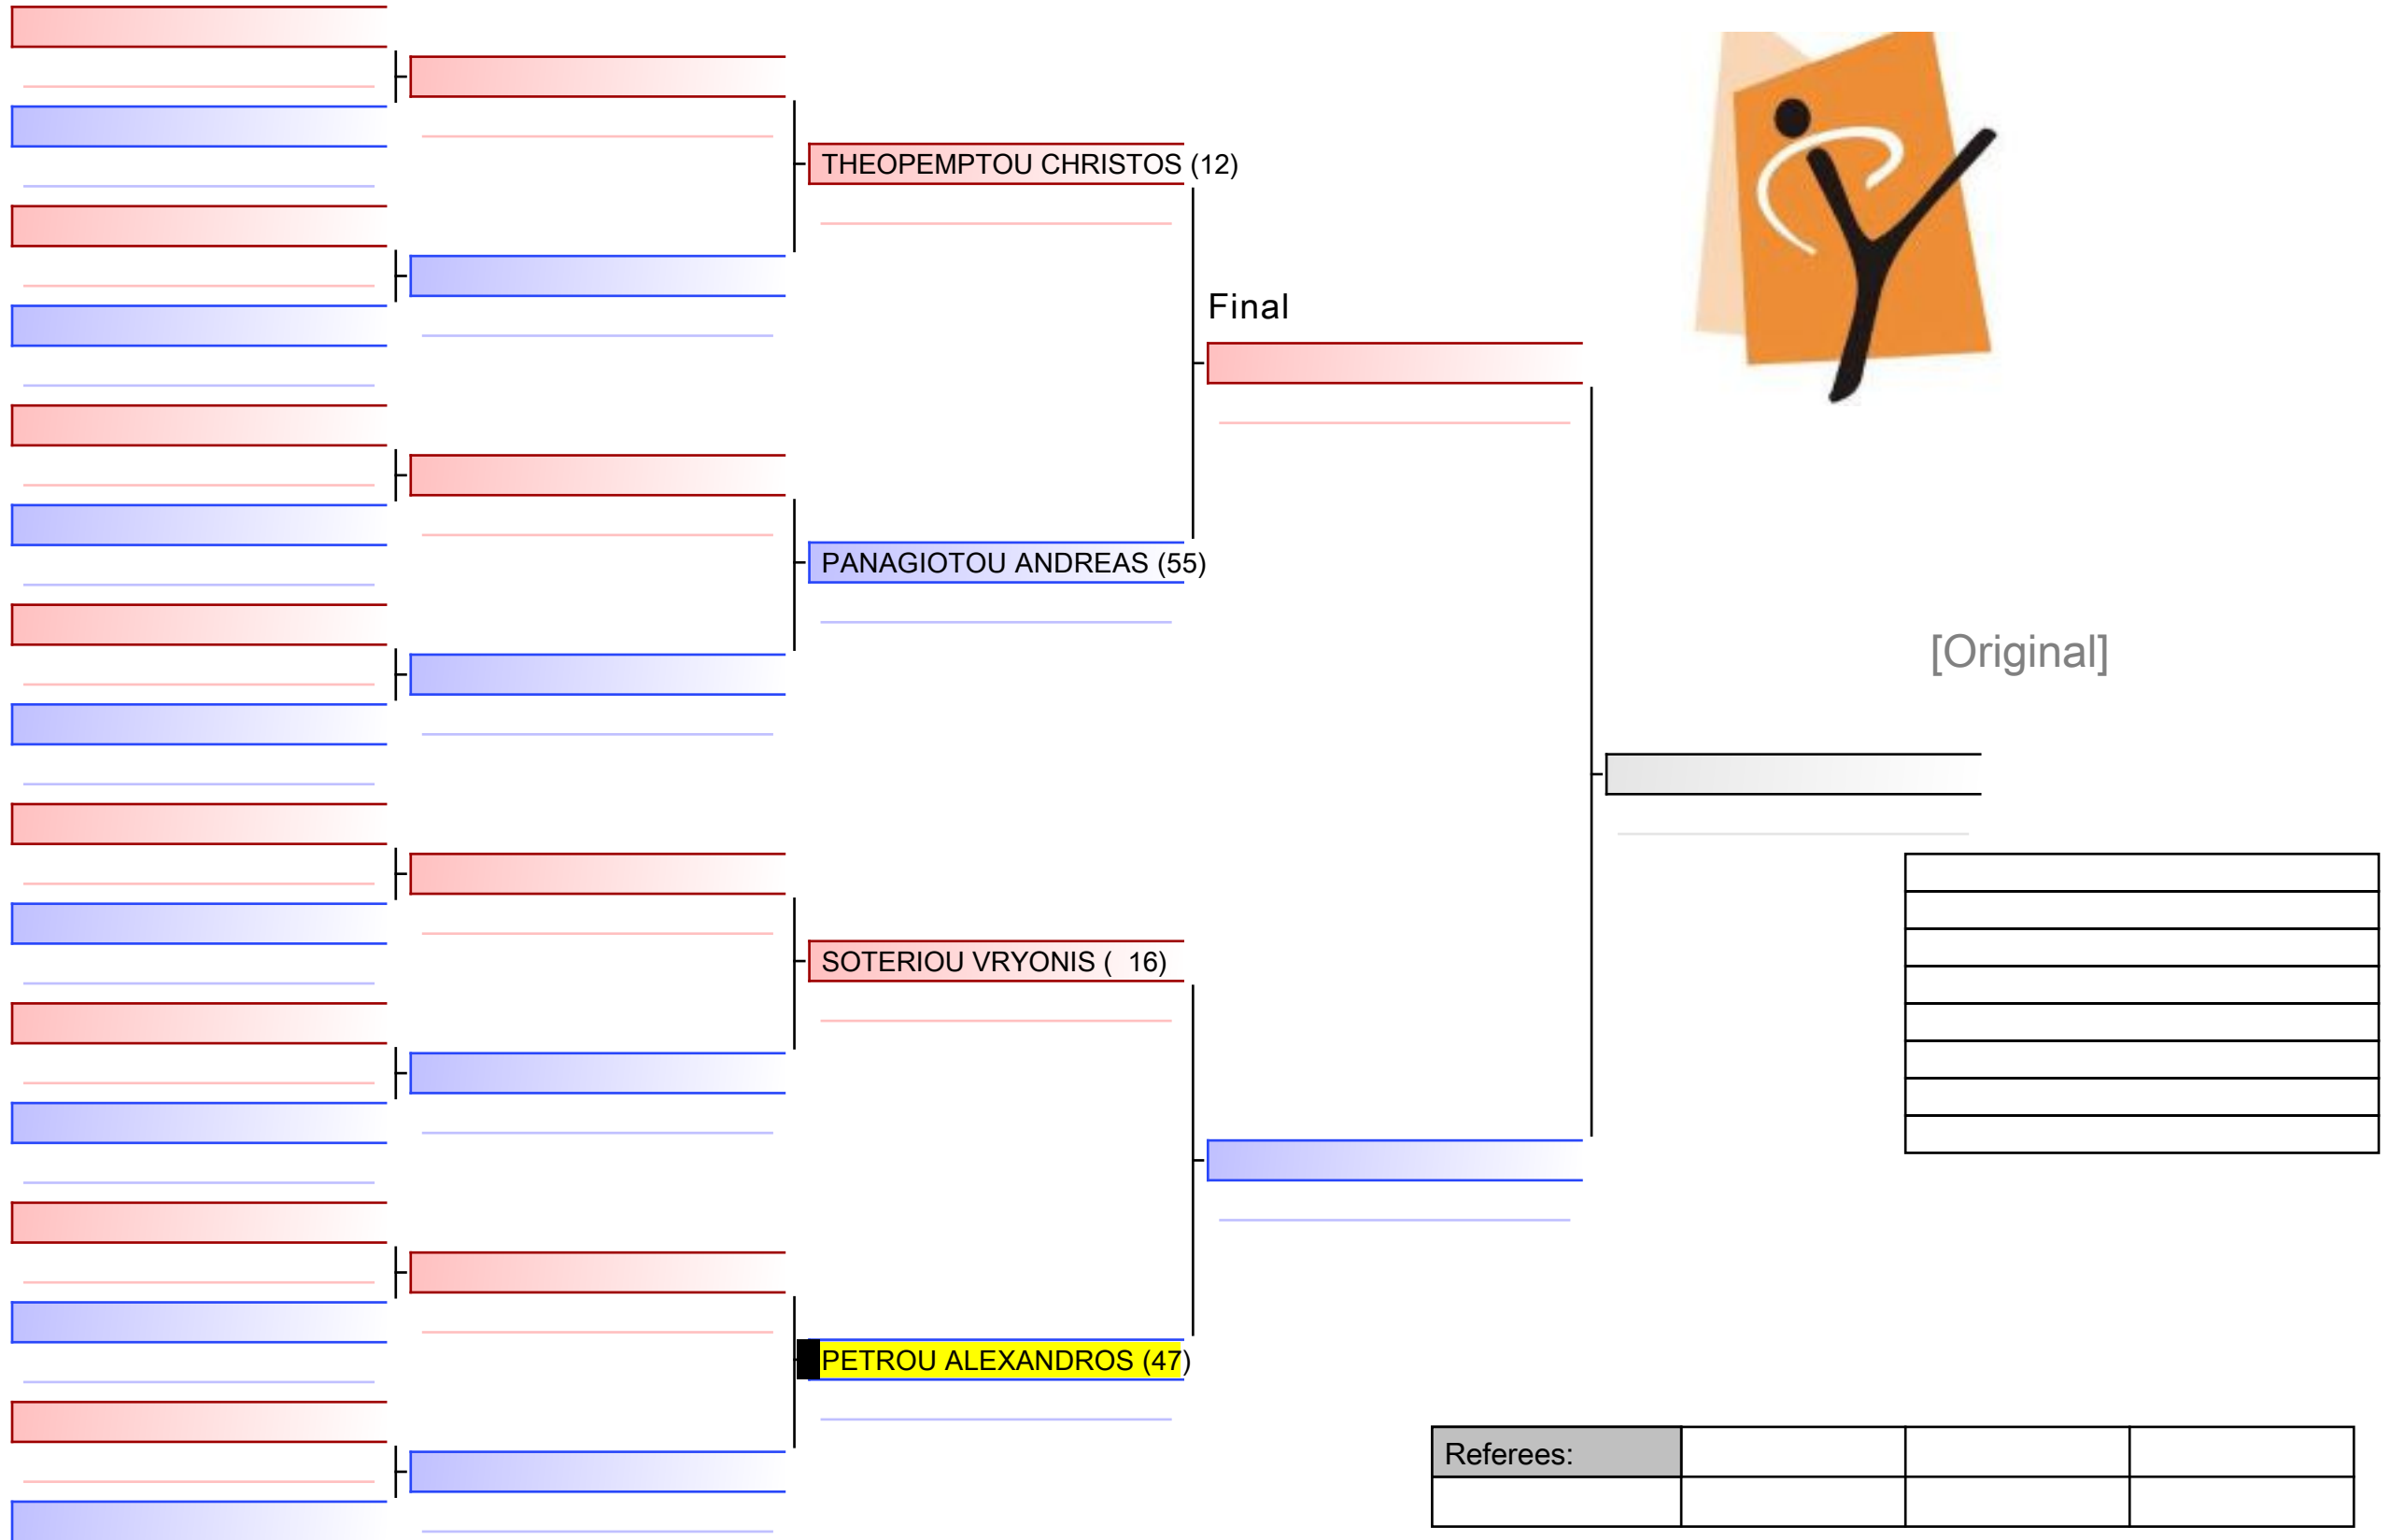 THEOPEMPTOU CHRISTOS (12)
Final
PANAGIOTOU ANDREAS (55)
[Original]
SOTERIOU VRYONIS (  16)
PETROU ALEXANDROS (47)
Referees: